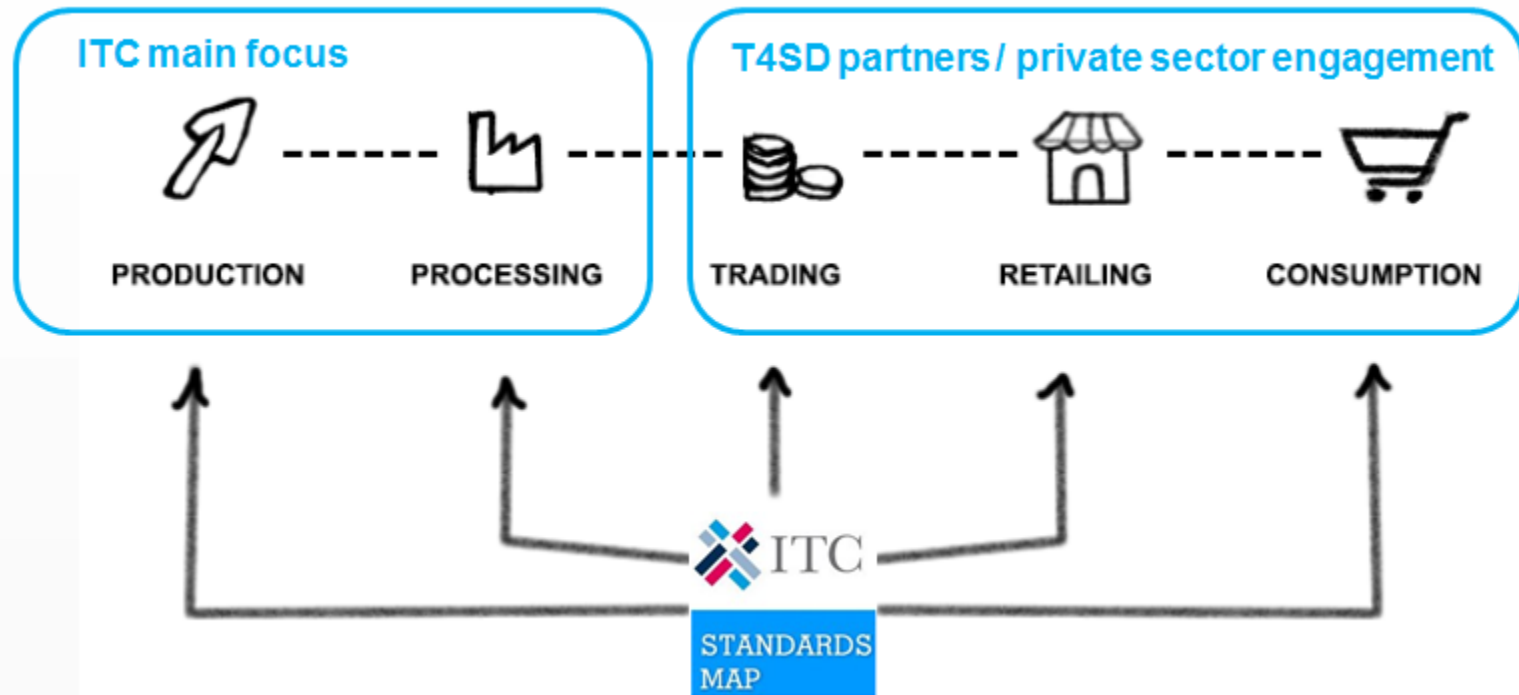 ITC main focus
T4SD partners / private sector engagement
PRODUCTION
PROCESSING
TRADING
RETAILING
CONSUMPTION
ITC
STANDARDS
MAP